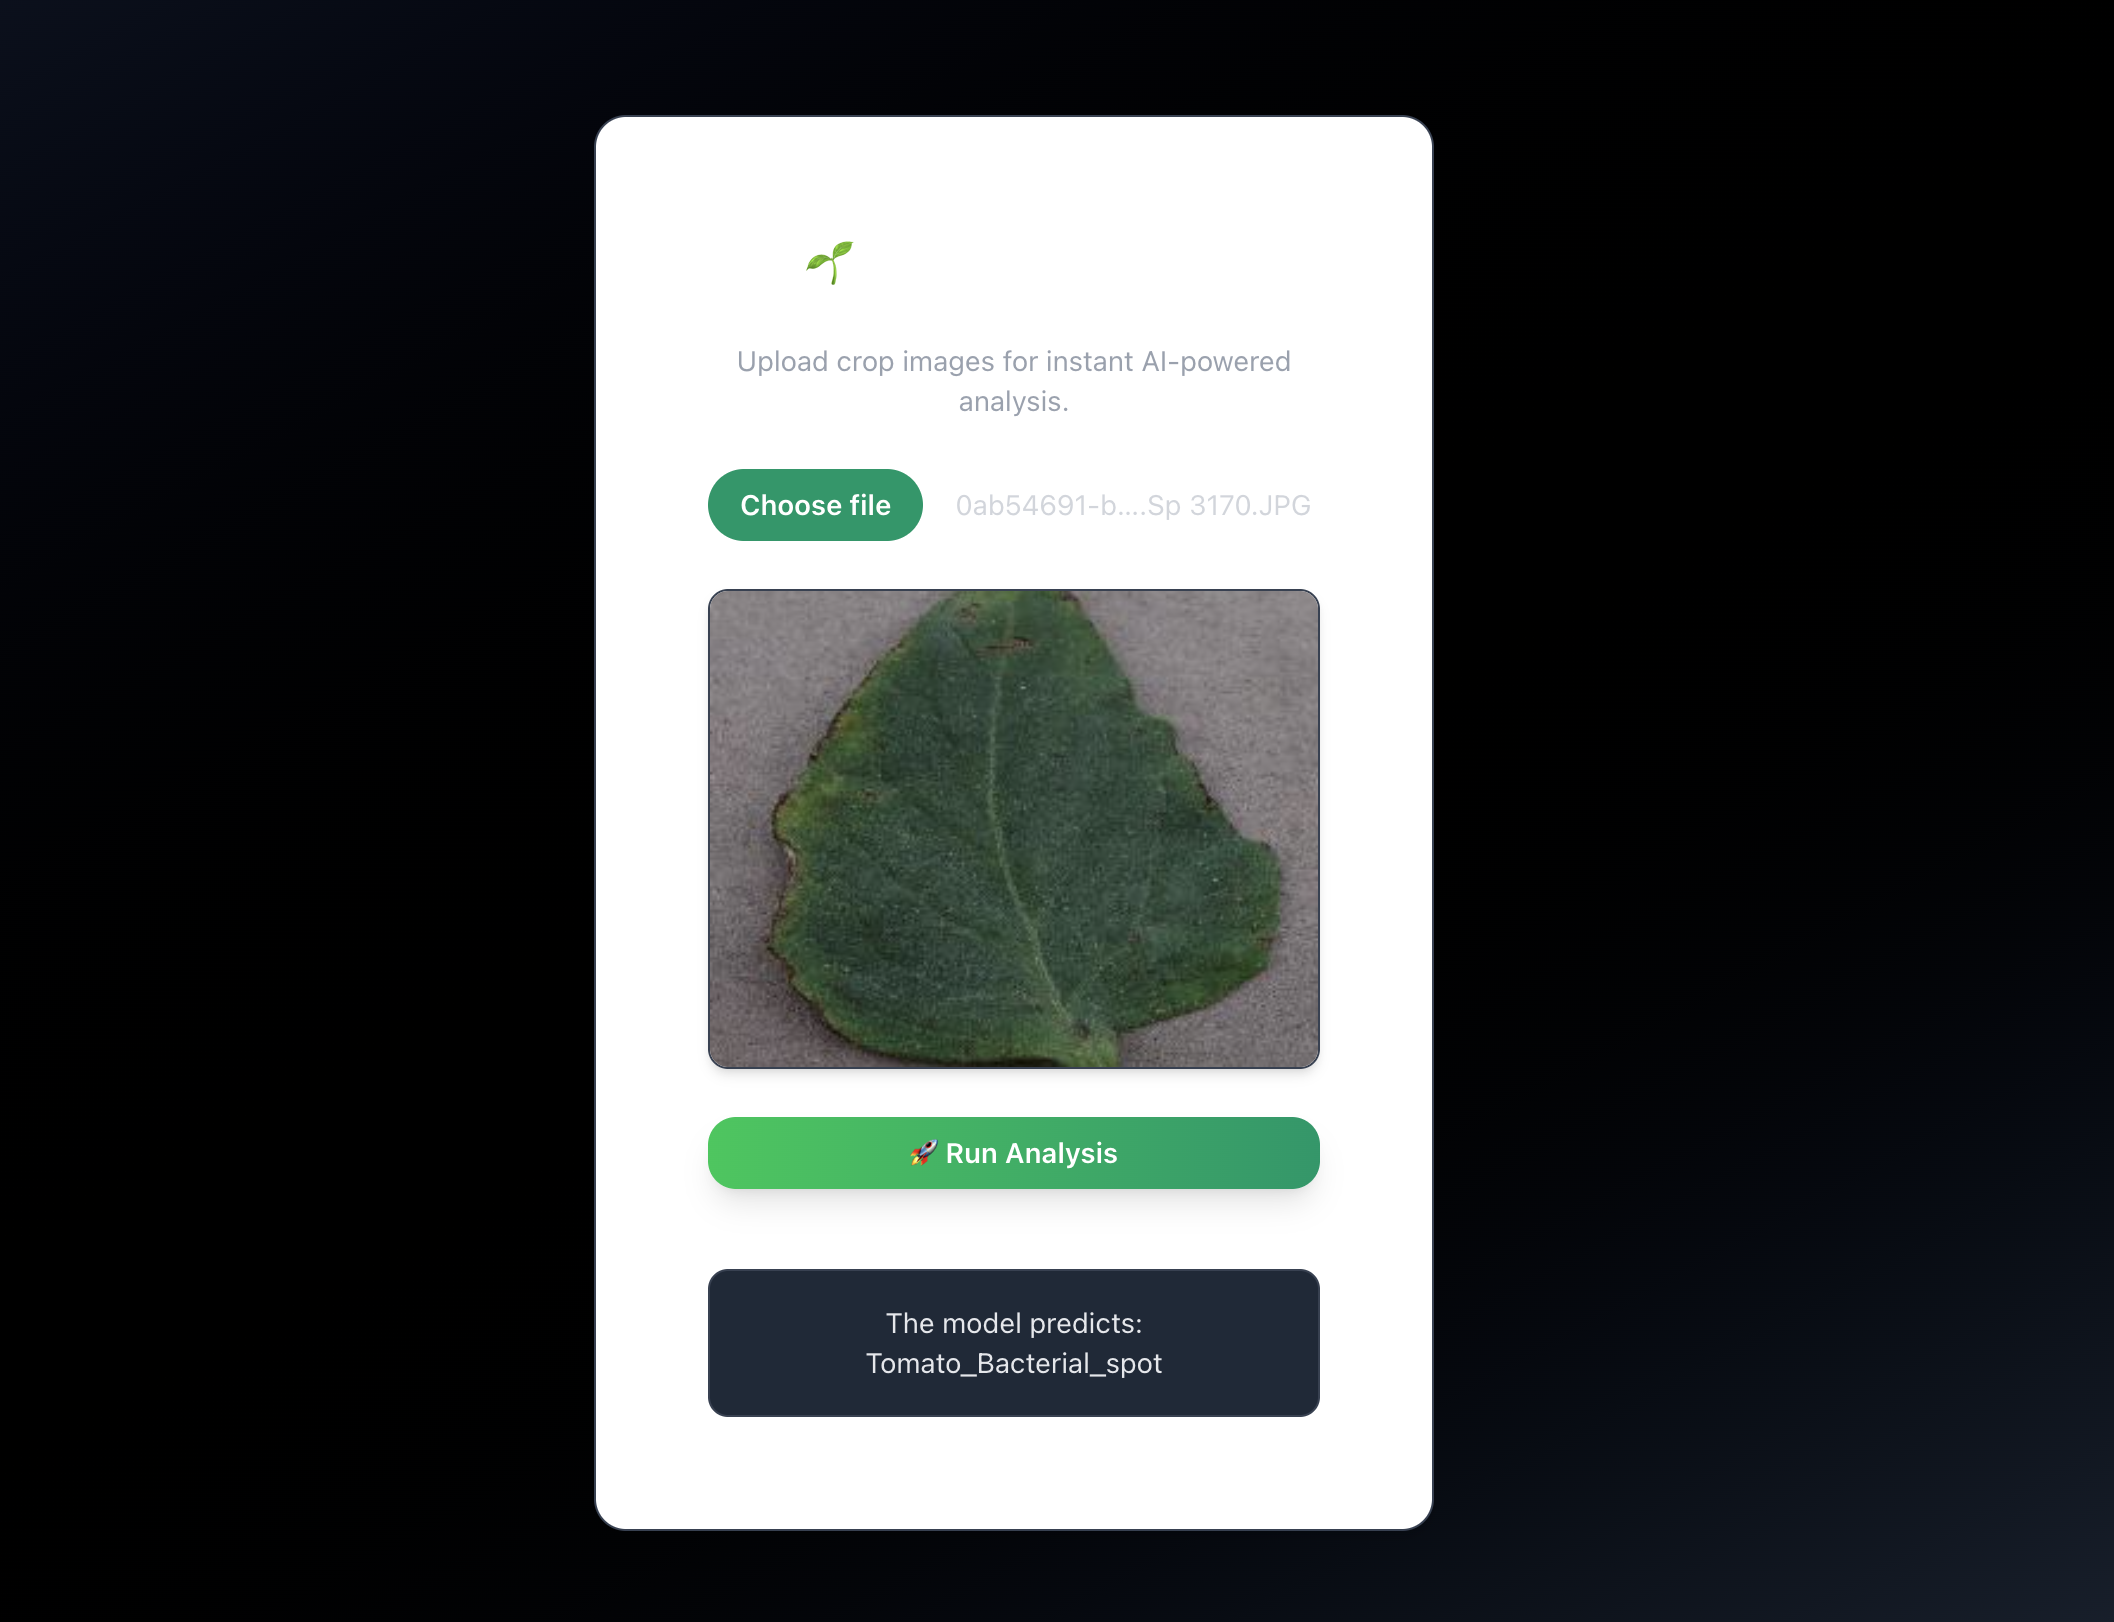 Upload crop images for instant AI-powered
analysis.
Choose file 0ab54691-b....Sp 3170.JPG
🚀 Run Analysis
The model predicts:
Tomato_Bacterial_spot